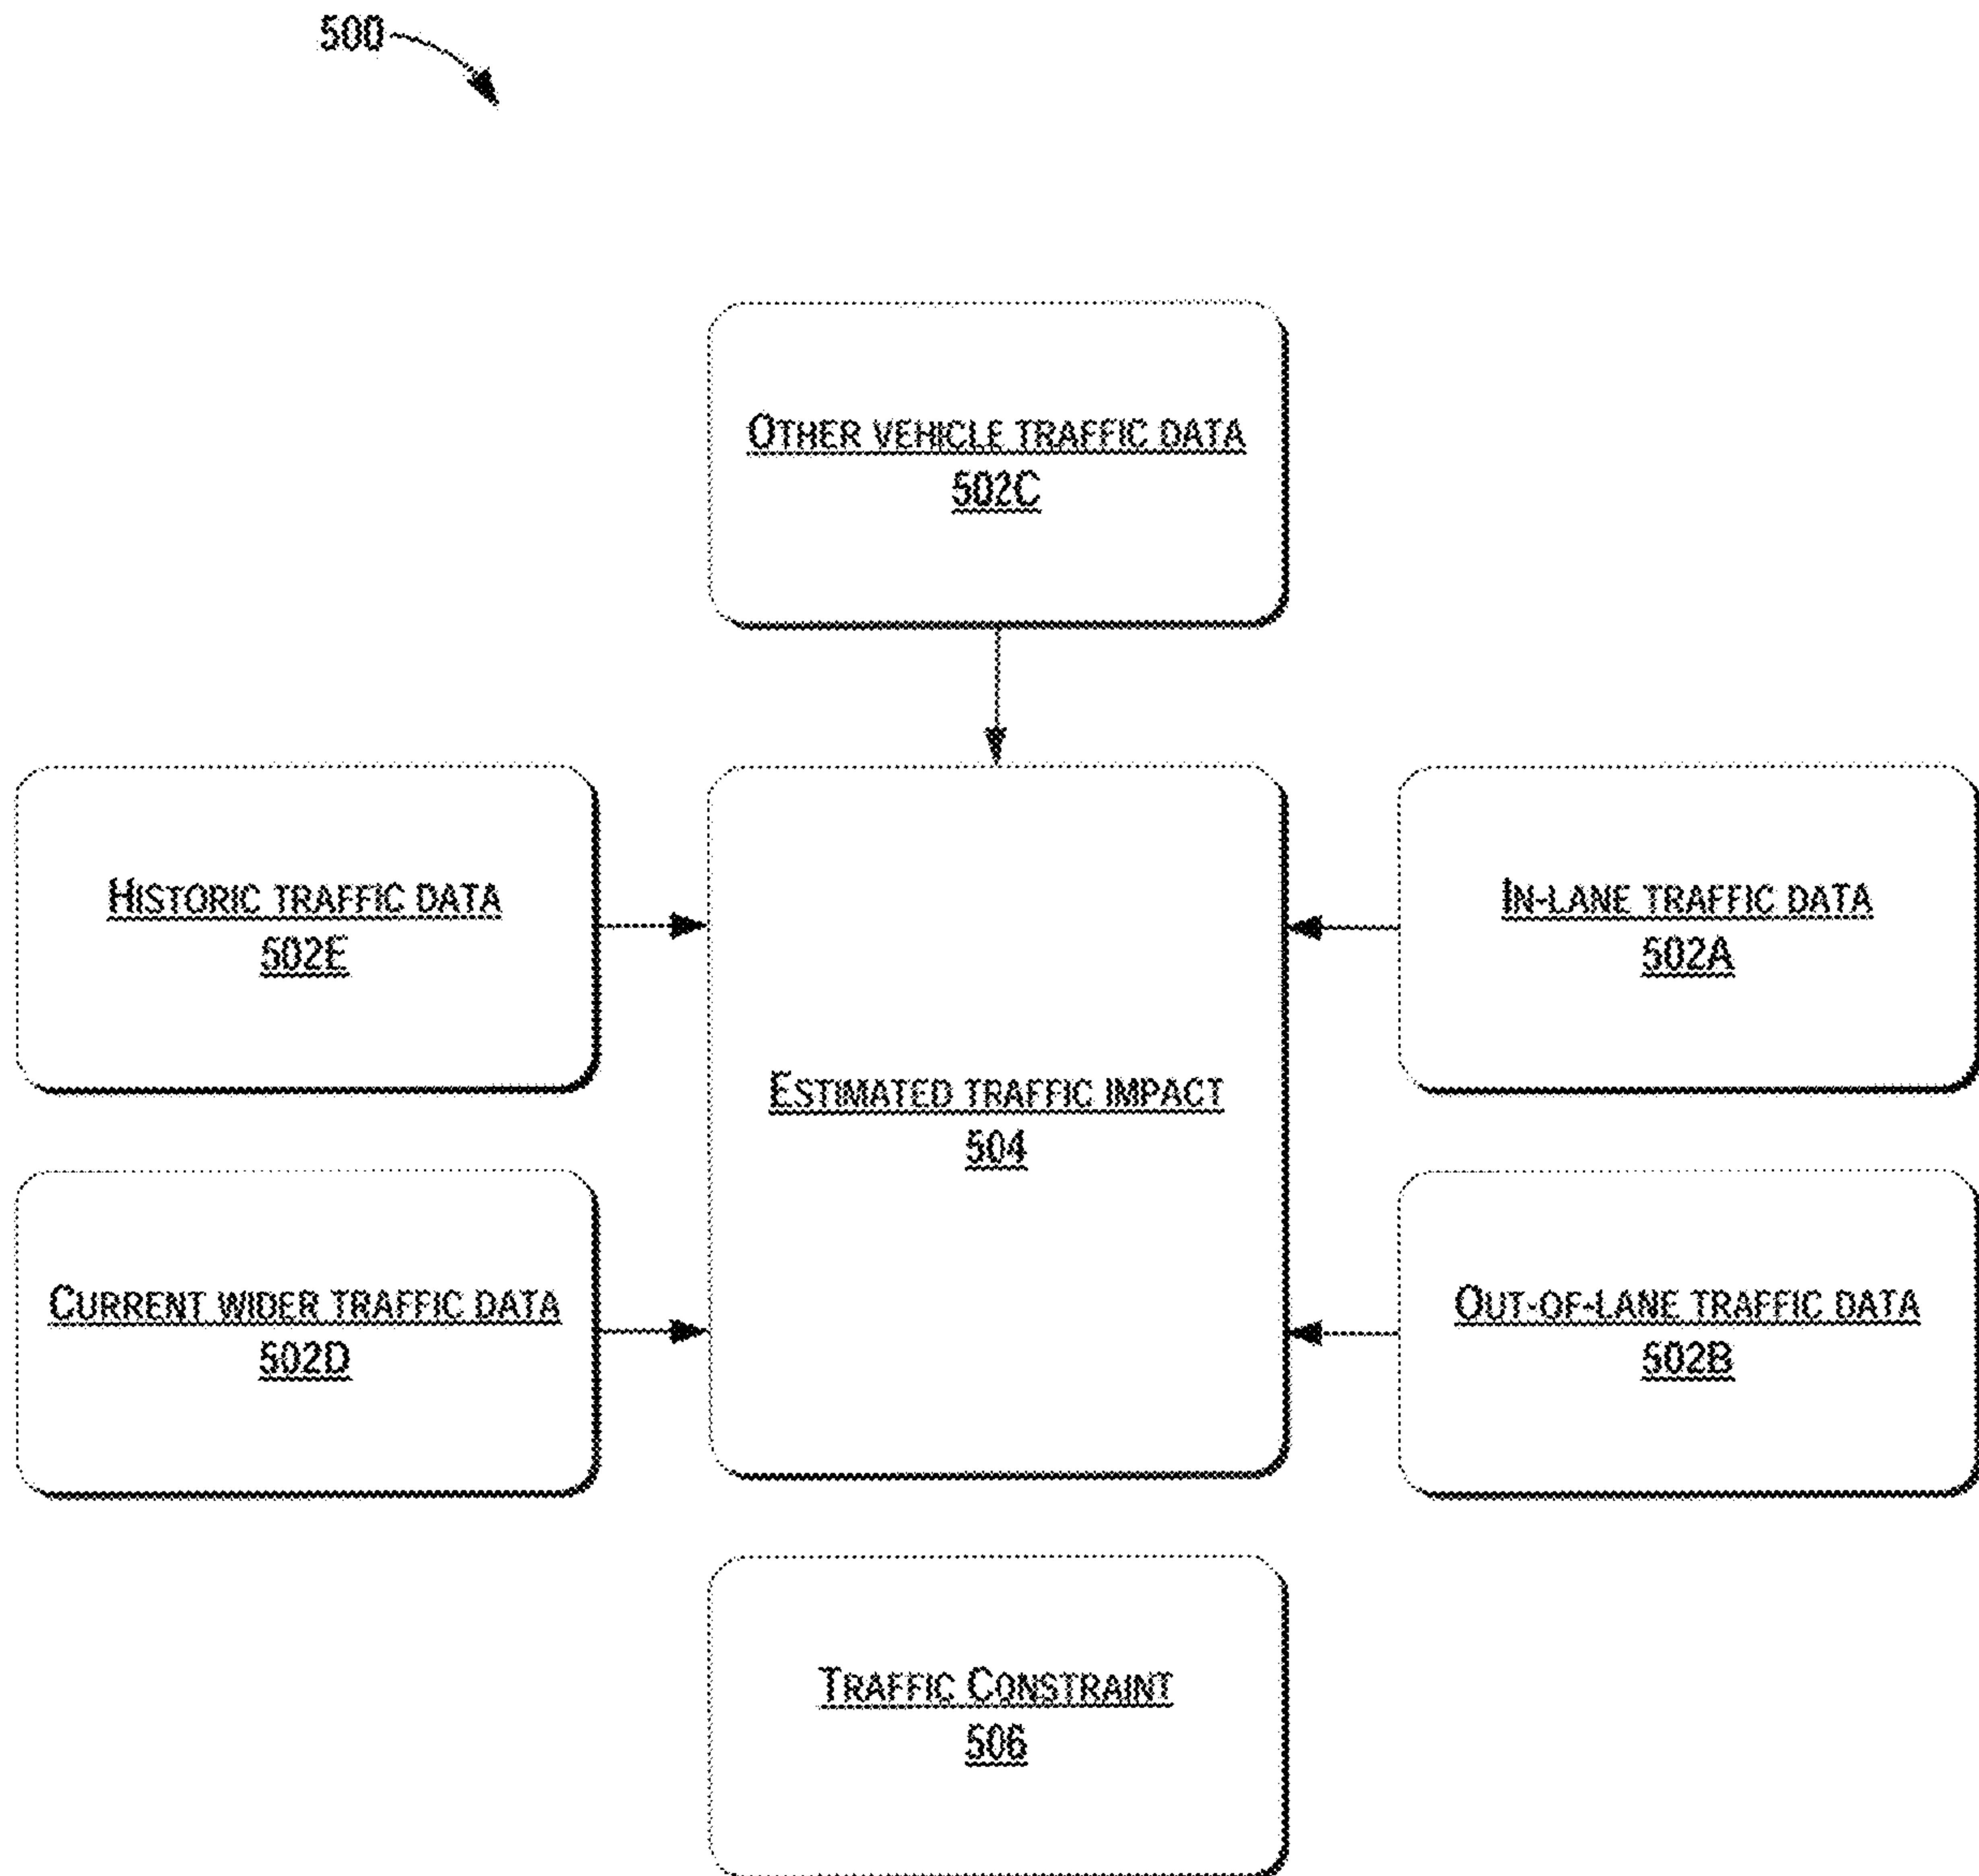 500
OTHER VEHICLE TRAFFIC DATA
502C
HISTORIC TRAFFIC DATA
502E
IN-LANE TRAFFIC DATA
502A
ESTIMATED TRAFFIC IMPACT
504
CURRENT WIDER TRAFFIC DATA
502D
OUT-OF-LANE TRAFFIC DATA
502B
TRAFFIC CONSTRAINT
506